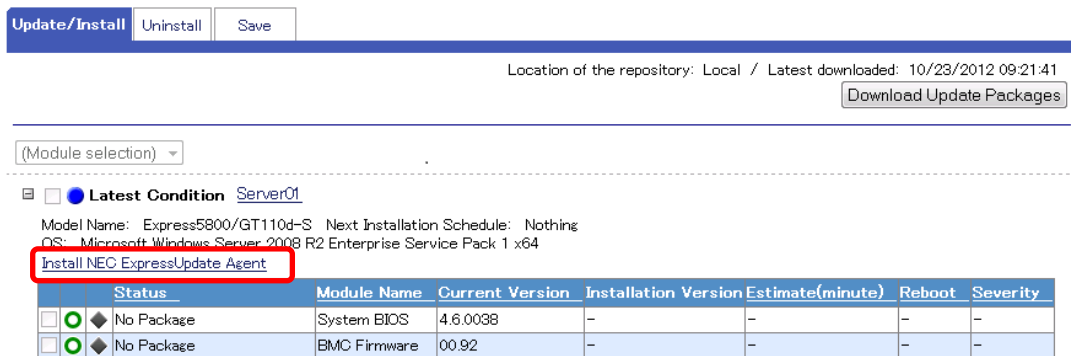 Update/Install Uninstall Save
Location of the repository: Local / Latest downloaded: 10/23/2012 09:21:41
Download Update Packages
(Module selection)
Latest Condition Server01
Model Name: Express5800/GT110d-S Next Installation Schedule: Nothing
OS: Microsoft Windows Server 2008 R2 Enterprise Service Pack 1 x64
Install NEC ExpressUpdate Agent
Status Module Name Current Version Installation Version Estimate(minute) Reboot Severity
No Package System BIOS 4.6.0038 - - - -
No Package BMC Firmware 00.92 - - - -